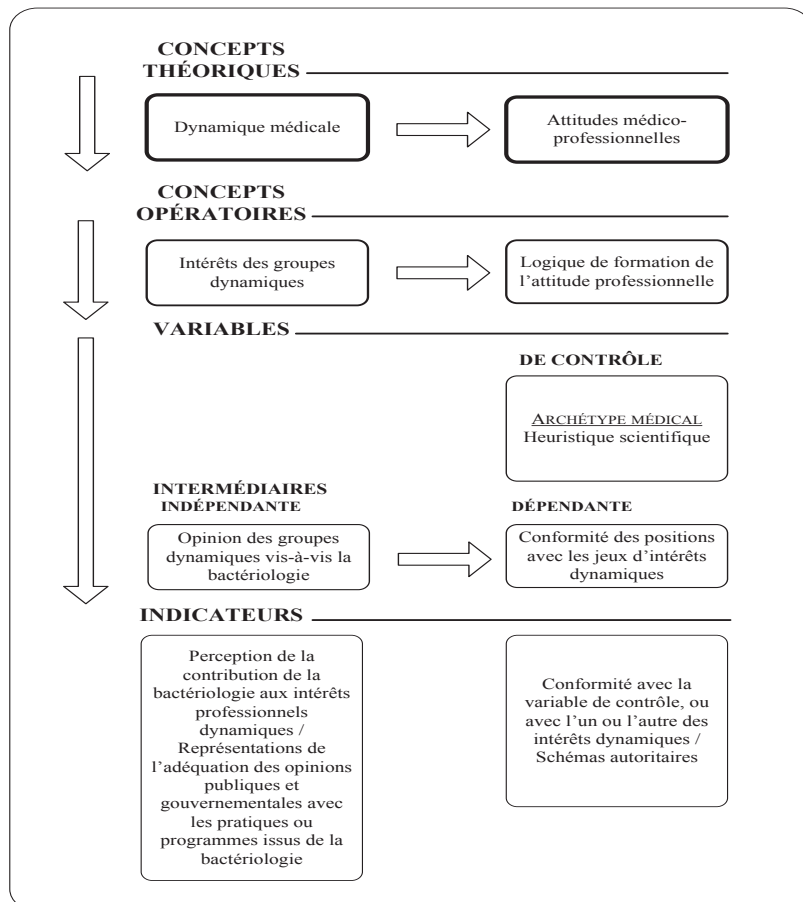 CONCEPTS
THÉORIQUES
Dynamique médicale
Attitudes médico-
professionnelles
CONCEPTS
OPÉRATOIRES
Intérêts des groupes
dynamiques
Logique de formation de
l’attitude professionnelle
VARIABLES
DE CONTRÔLE
ARCHÉTYPE MÉDICAL
Heuristique scientifique
INTERMÉDIAIRES
INDÉPENDANTE
Opinion des groupes
dynamiques vis-à-vis la
bactériologie
DÉPENDANTE
Conformité des positions
avec les jeux d’intérêts
dynamiques
INDICATEURS
Perception de la
contribution de la
bactériologie aux intérêts
professionnels
dynamiques /
Représentations de
l’adéquation des opinions
publiques et
gouvernementales avec
les pratiques ou
programmes issus de la
bactériologie
Conformité avec la
variable de contrôle, ou
avec l’un ou l’autre des
intérêts dynamiques /
Schémas autoritaires